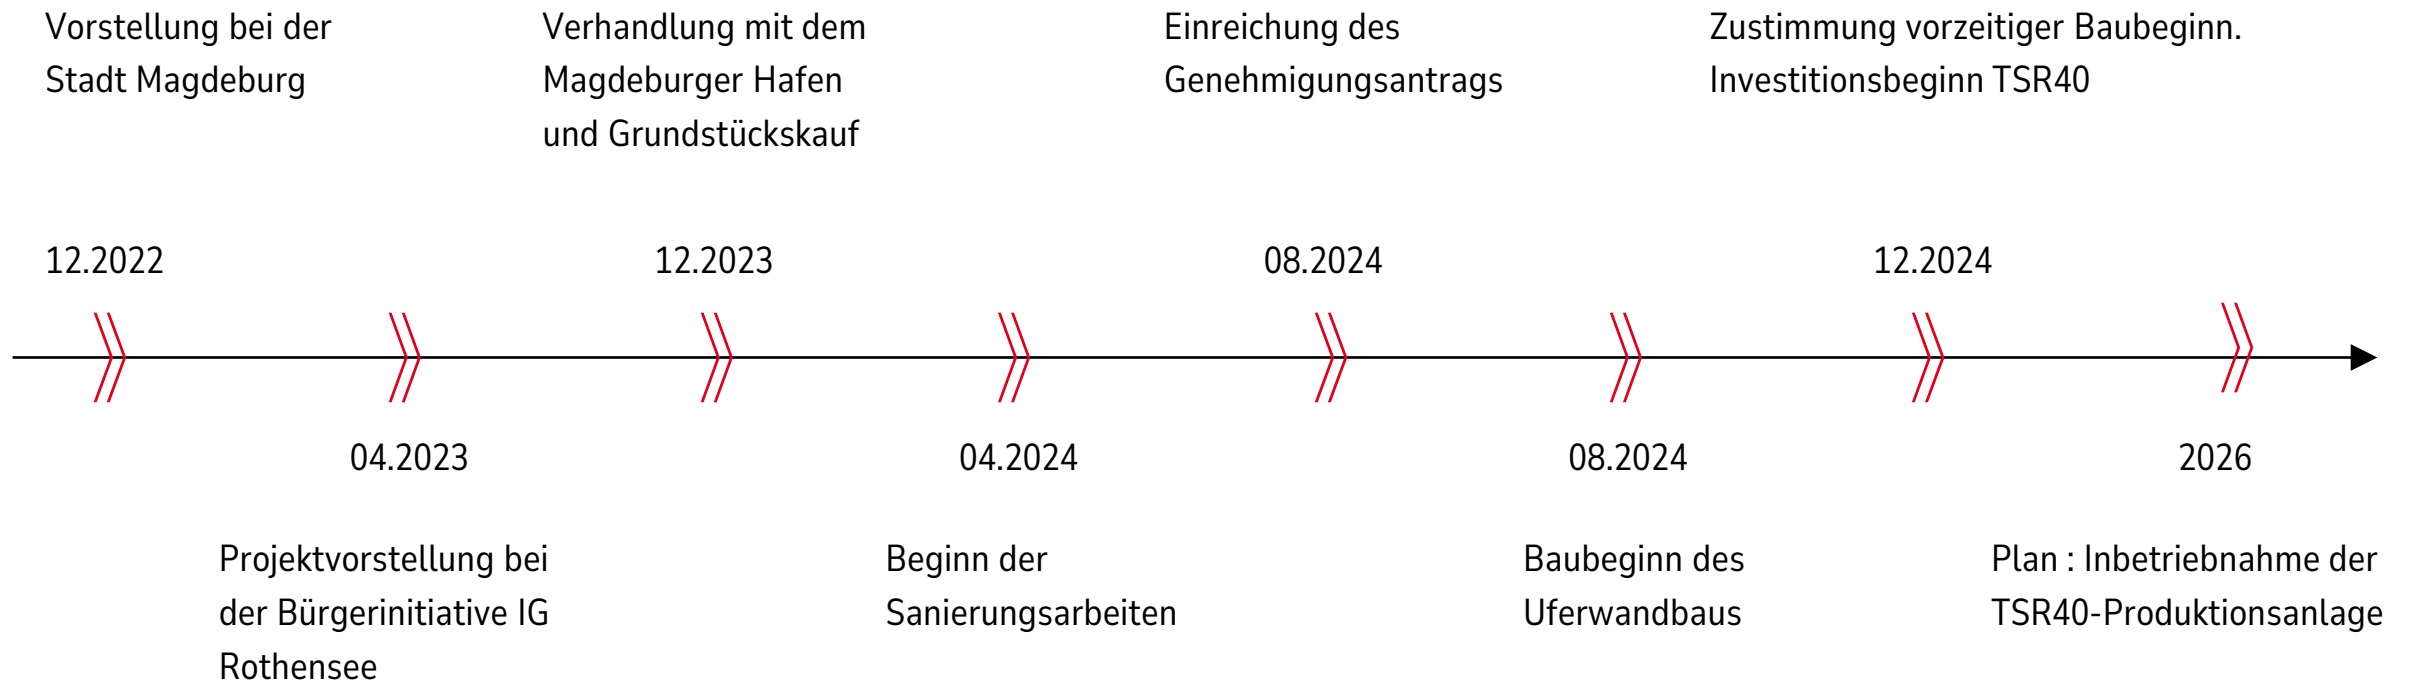 Vorstellung bei der
Stadt Magdeburg
Verhandlung mit dem
Magdeburger Hafen
und Grundstückskauf
Einreichung des
Genehmigungsantrags
Zustimmung vorzeitiger Baubeginn.
Investitionsbeginn TSR40
12.2022
12.2023
08.2024
12.2024
04.2023
04.2024
08.2024
2026
Projektvorstellung bei
der Bürgerinitiative IG
Rothensee
Beginn der
Sanierungsarbeiten
Baubeginn des
Uferwandbaus
Plan : Inbetriebnahme der
TSR40-Produktionsanlage